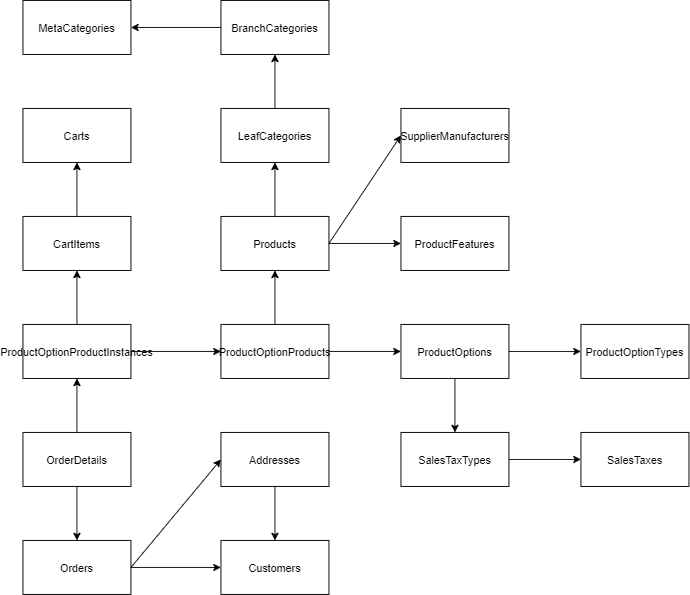 MetaCategories
BranchCategories
Carts
LeafCategories
SupplierManufacturers
CartItems
Products
ProductFeatures
ProductOptionProductInstances
ProductOptionProducts
ProductOptions
ProductOptionTypes
OrderDetails
Addresses
SalesTaxTypes
SalesTaxes
Orders
Customers